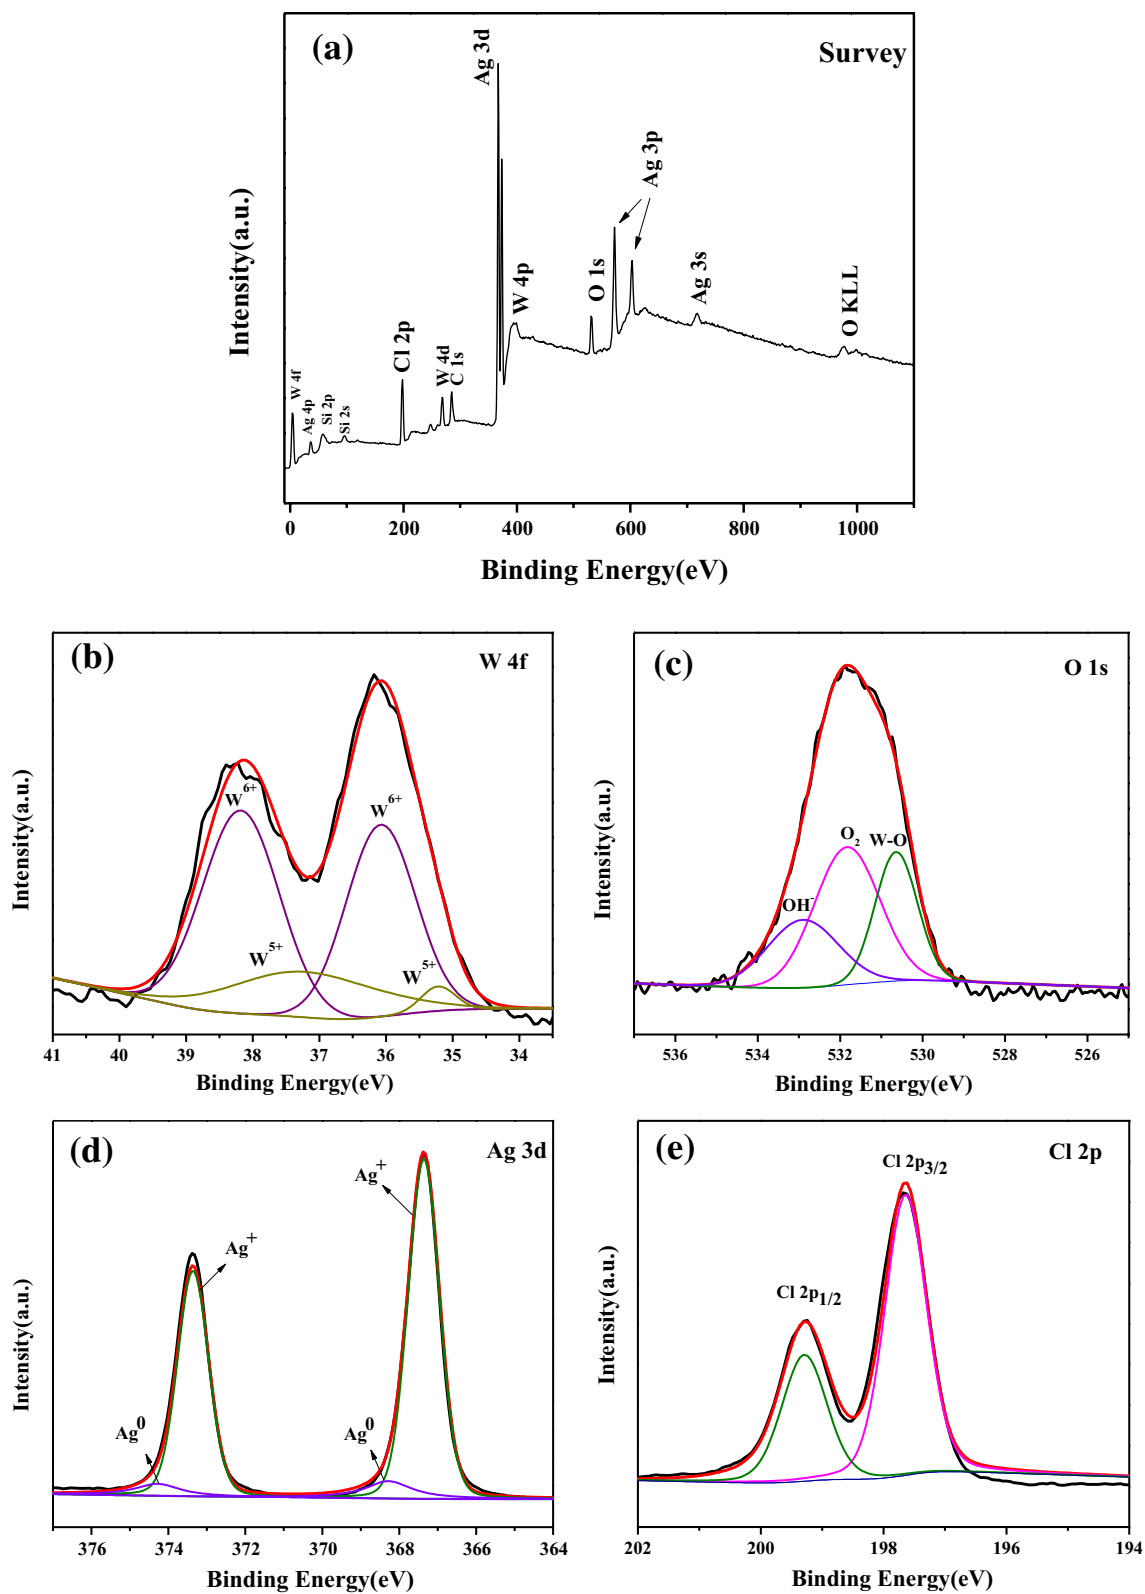 (a)
Survey
Ag 3d
Ag 3p
W 4p
O 1s
Ag 3s
O KLL
Cl 2p
W 4d
C 1s
W 4f
Ag 4p
Si 2p
Si 2s
Intensity(a.u.)
0 200 400 600 800 1000
Binding Energy(eV)
(b)
W 4f
W⁶⁺
W⁶⁺
W⁵⁺
W⁵⁺
Intensity(a.u.)
41 40 39 38 37 36 35 34
Binding Energy(eV)
(c)
O 1s
O₂
W-O
OH⁻
Intensity(a.u.)
536 534 532 530 528 526
Binding Energy(eV)
(d)
Ag 3d
Ag⁺
Ag⁺
Ag⁰
Ag⁰
Intensity(a.u.)
376 374 372 370 368 366 364
Binding Energy(eV)
(e)
Cl 2p
Cl 2p₃/₂
Cl 2p₁/₂
Intensity(a.u.)
202 200 198 196 194
Binding Energy(eV)